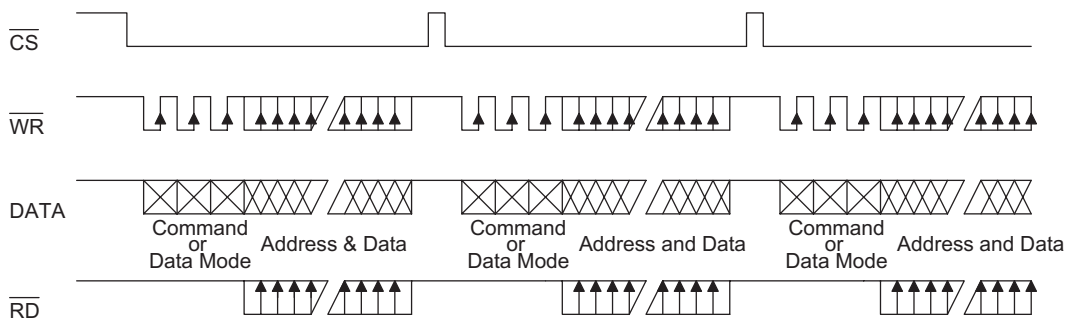 CS
WR
DATA
Command
or
Data Mode
Address & Data
Command
or
Data Mode
Address and Data
Command
or
Data Mode
Address and Data
RD